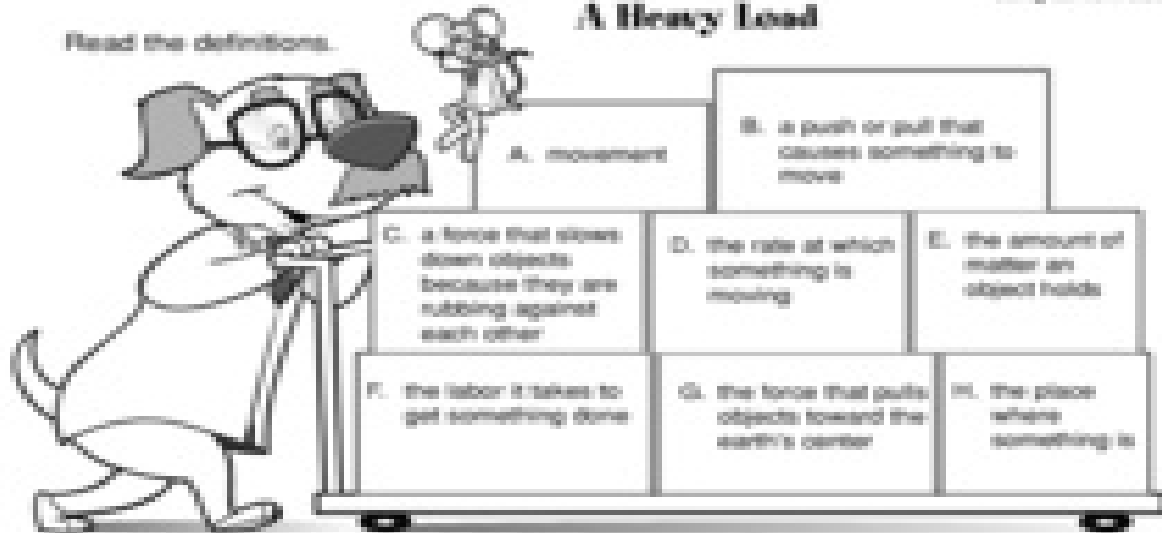 A Heavy Load
Read the definitions.
A. movement
B. a push or pull that
causes something to
move
C. a force that slows
down objects
because they are
rubbing against
each other
D. the rate at which
something is
moving
E. the amount of
matter an
object holds
F. the labor it takes to
get something done
G. the force that pulls
objects toward the
earth's center
H. the place
where
something is